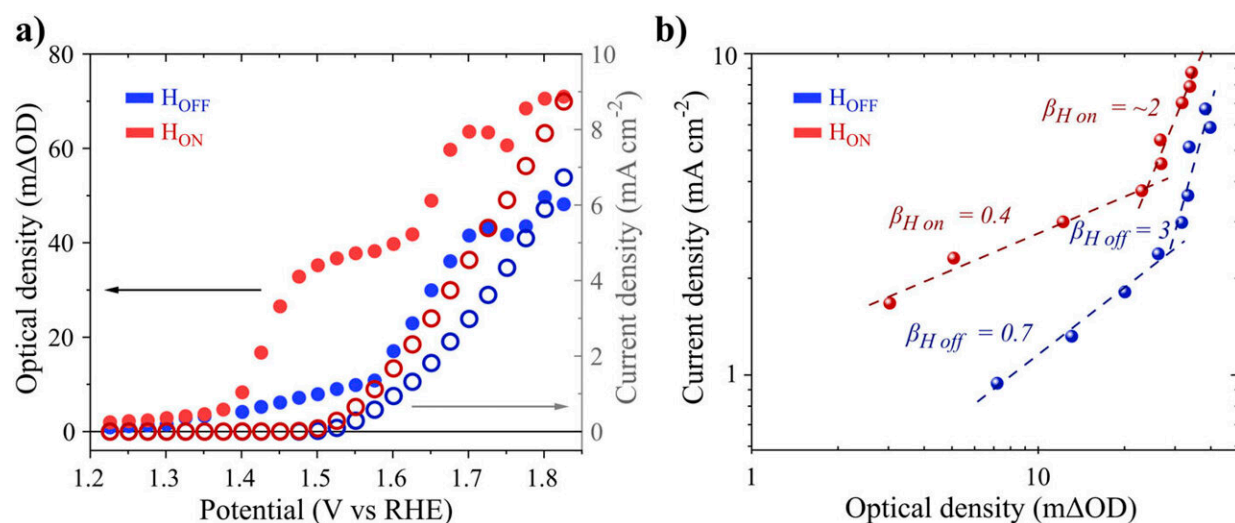 a)
80
60
40
20
0
Optical density (mΔOD)
H_OFF
H_ON
10
8
6
4
2
0
Current density (mA cm⁻²)
1.2 1.3 1.4 1.5 1.6 1.7 1.8
Potential (V vs RHE)
b)
10
1
Current density (mA cm⁻²)
H_OFF
H_ON
β_H on = ~2
β_H on = 0.4
β_H off = 3
β_H off = 0.7
1 10
Optical density (mΔOD)